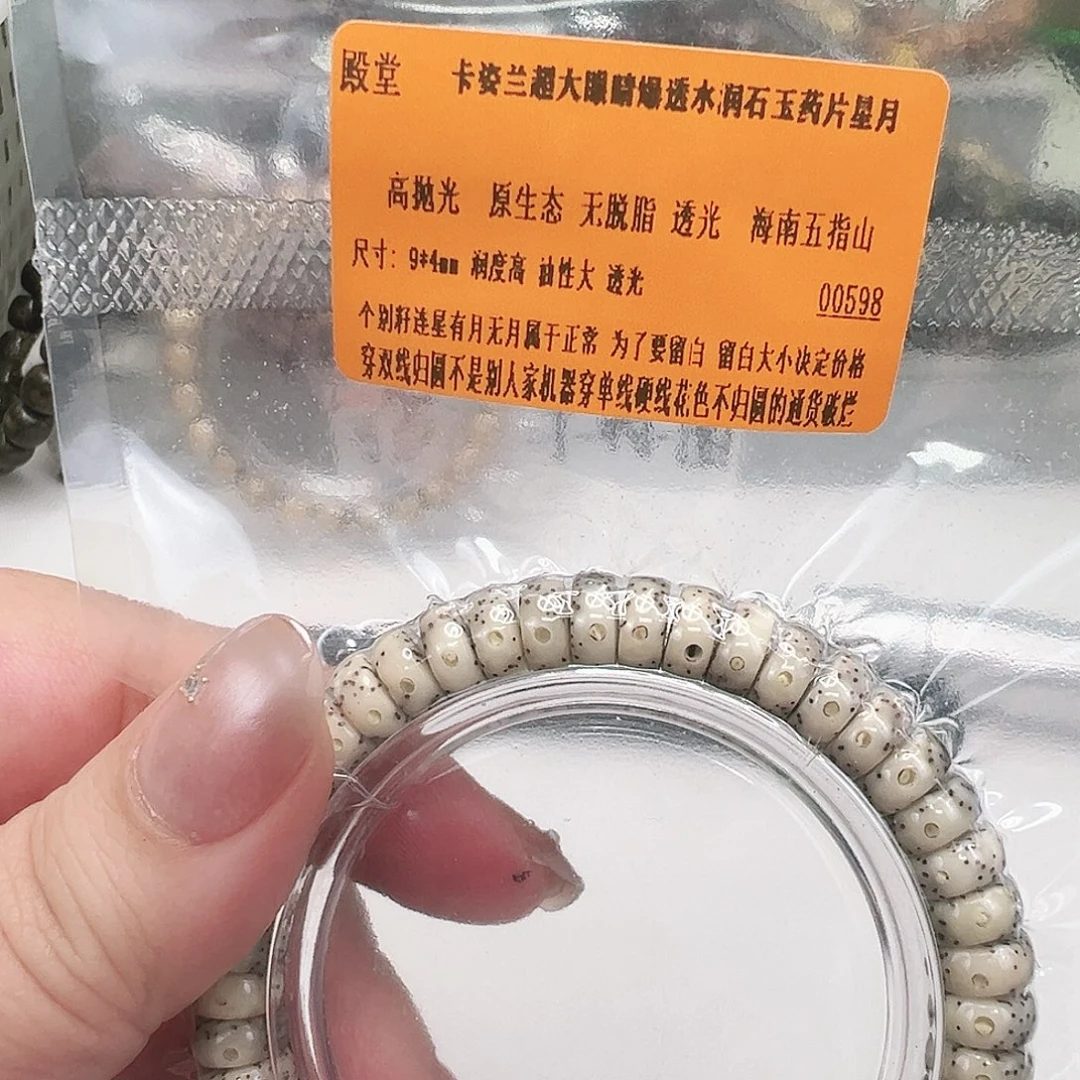 殿堂 卡姿兰超大眼睛爆透水润石玉药片星月
高抛光 原生态 无脱脂 透光 海南五指山
尺寸：9*4mm 润度高 油性大 透光
00598
个别籽连星有月无月属于正常 为了要留白 留白大小决定价格
穿双线归圆不是别人家机器穿单线硬线花色不归圆的通货破烂